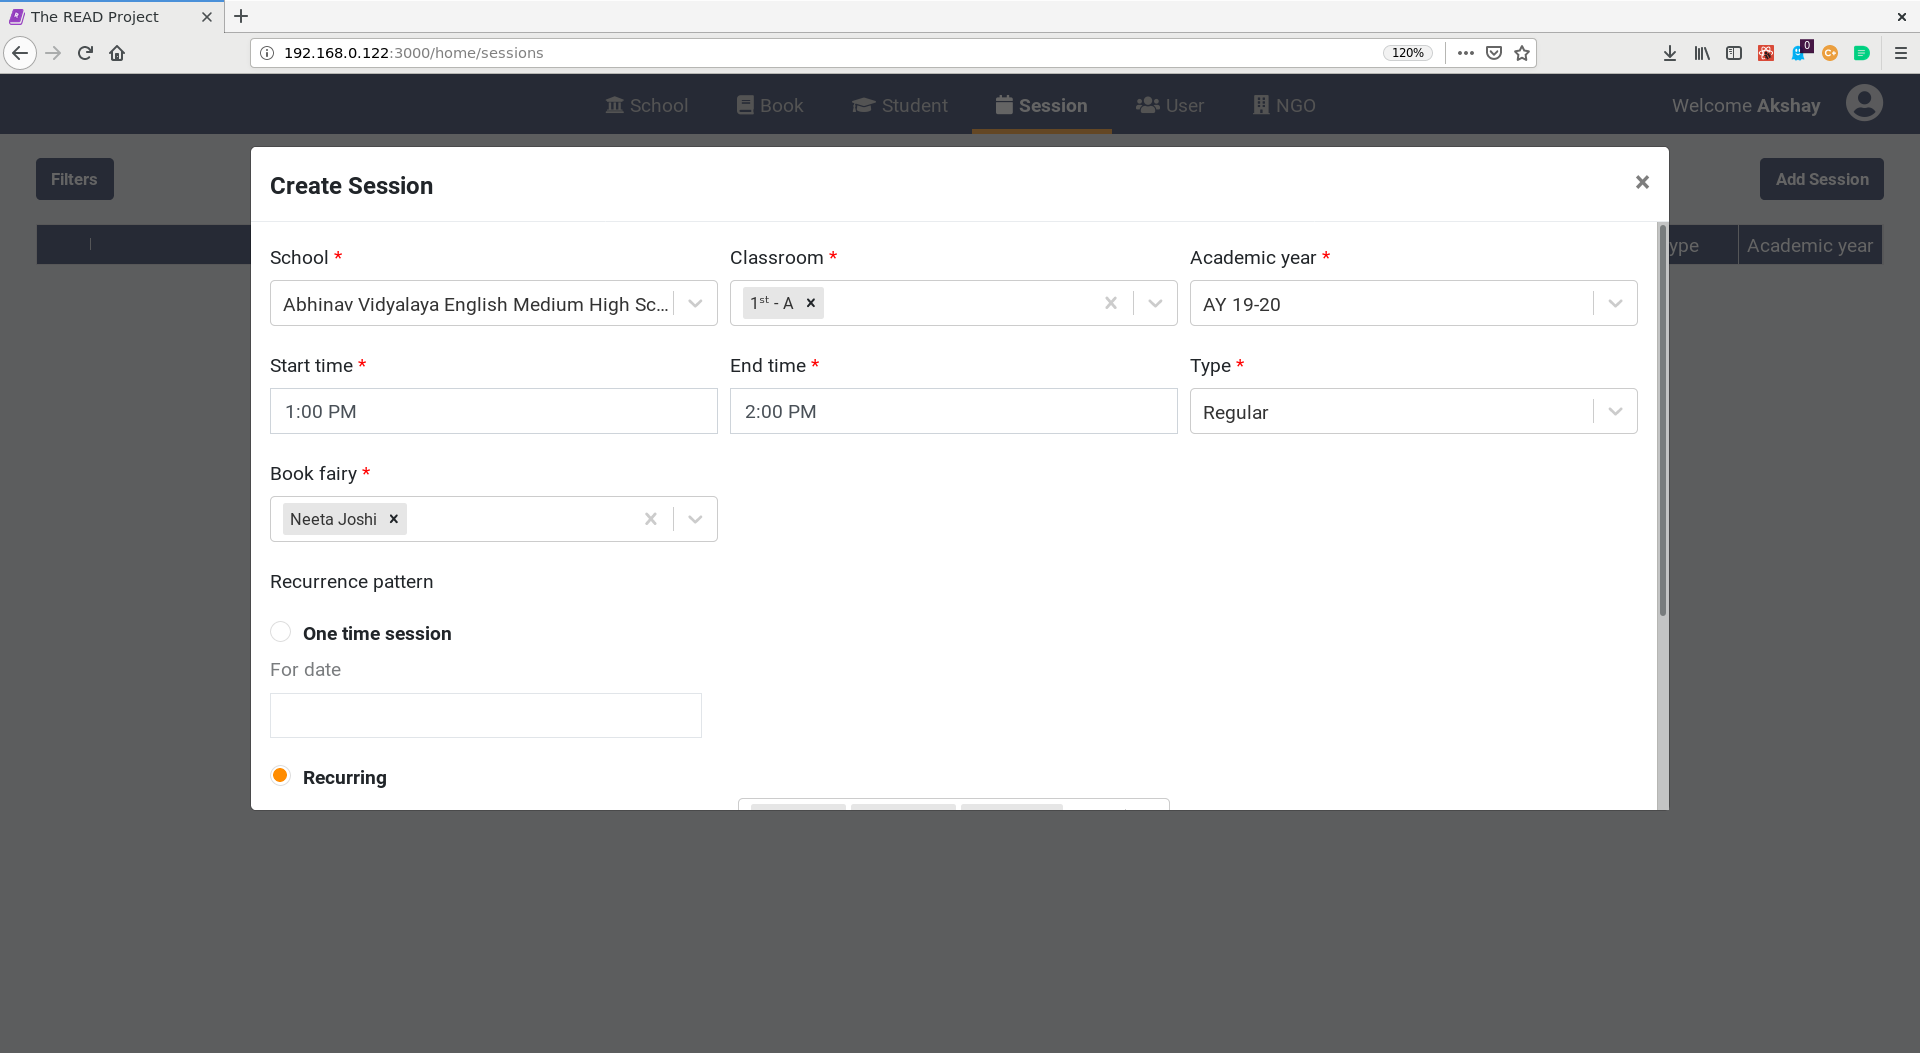 The READ Project
192.168.0.122:3000/home/sessions
120%
0
School
Book
Student
Session
User
NGO
Welcome Akshay
Filters
Add Session
Create Session
ype
Academic year
School *
Classroom *
Academic year *
Abhinav Vidyalaya English Medium High Sc...
1st - A
AY 19-20
Start time *
End time *
Type *
1:00 PM
2:00 PM
Regular
Book fairy *
Neeta Joshi
Recurrence pattern
One time session
For date
Recurring